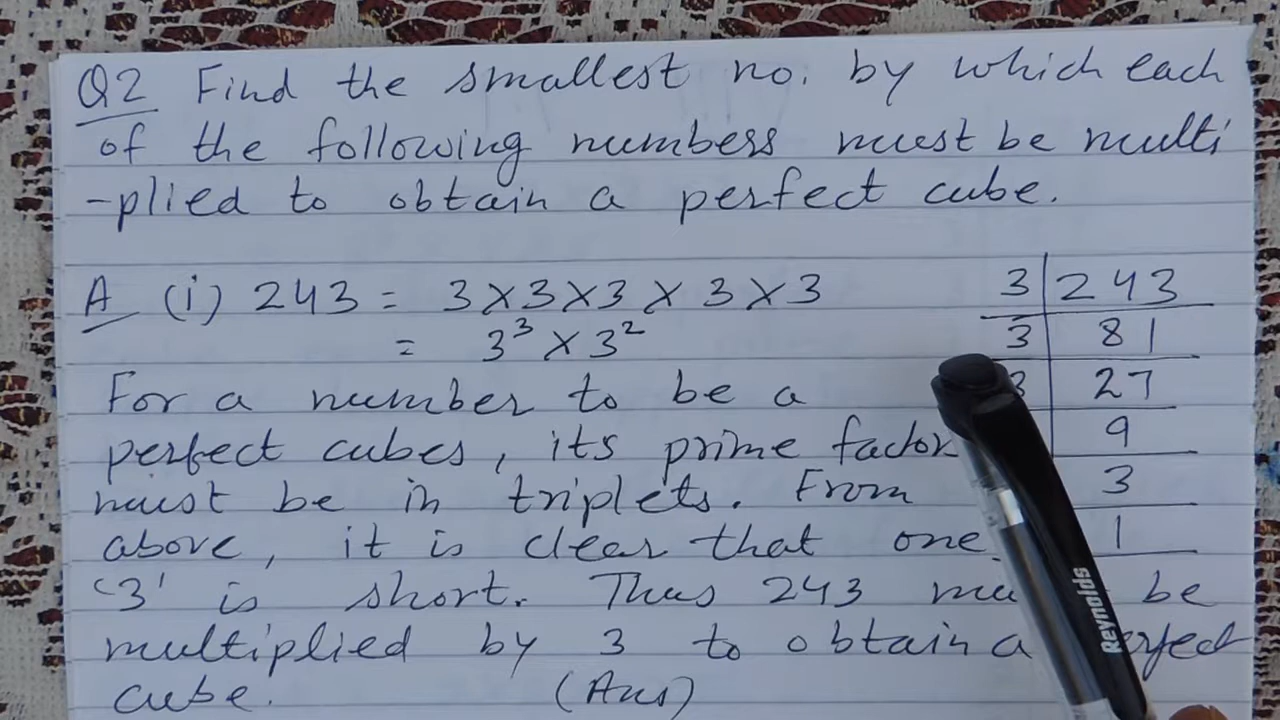 Q2 Find the smallest no. by which each
of the following numbers must be multi
-plied to obtain a perfect cube.
A (i) 243 = 3×3×3×3×3
= 3³×3²
For a number to be a
perfect cubes, its prime factor
must be in triplets. From
above, it is clear that one
'3' is short. Thus 243 be
multiplied by 3 to obtain a
cube. (Ans)
3 | 243
3 | 81
3 | 27
9
3
1
Reynolds